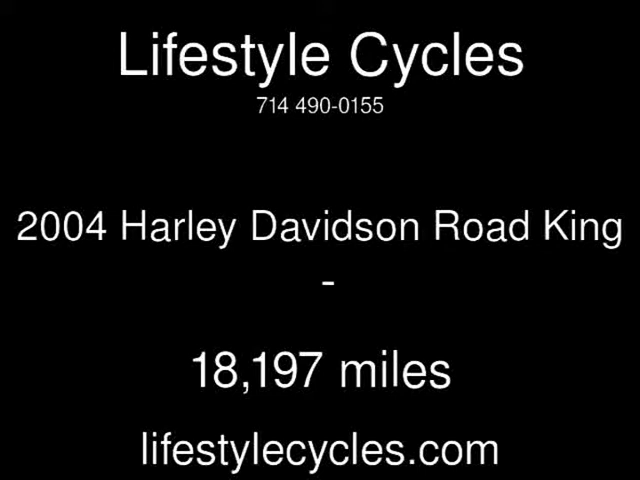 Lifestyle Cycles
714 490-0155
2004 Harley Davidson Road King
-
18,197 miles
lifestylecycles.com